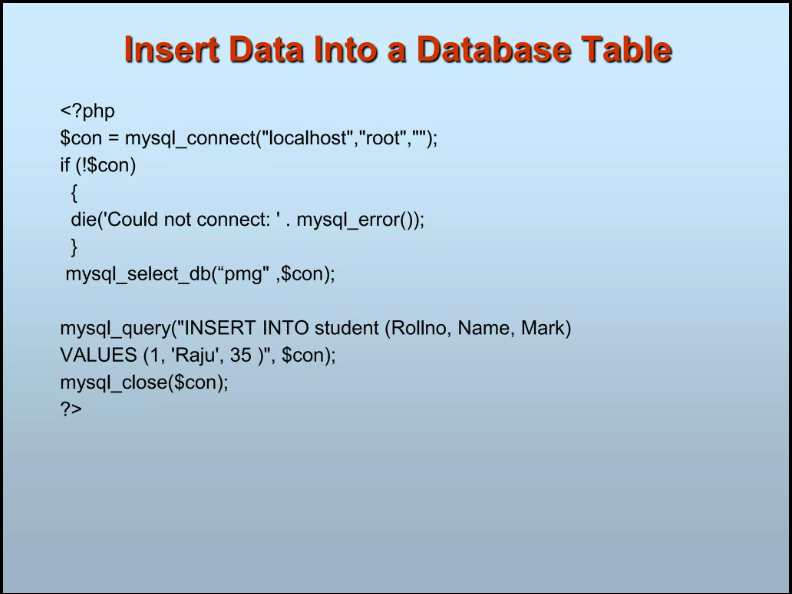 Insert Data Into a Database Table
<?php
$con = mysql_connect("localhost","root","");
if (!$con)
{
die('Could not connect: ' . mysql_error());
}
mysql_select_db(“pmg" ,$con);
mysql_query("INSERT INTO student (Rollno, Name, Mark)
VALUES (1, 'Raju', 35 )", $con);
mysql_close($con);
?>